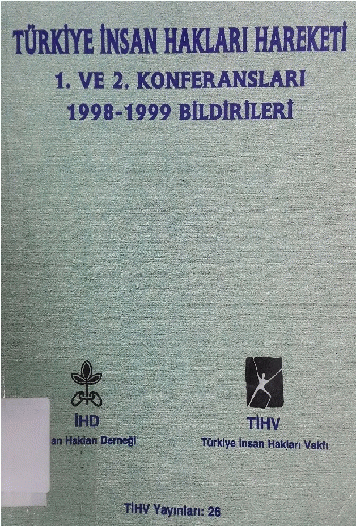 TÜRKİYE İNSAN HAKLARI HAREKETİ
1. VE 2. KONFERANSLARI
1998-1999 BİLDİRİLERİ
İHD
an Hakları Derneği
TİHV
Türkiye İnsan Hakları Vakfı
TİHV Yayınları: 26